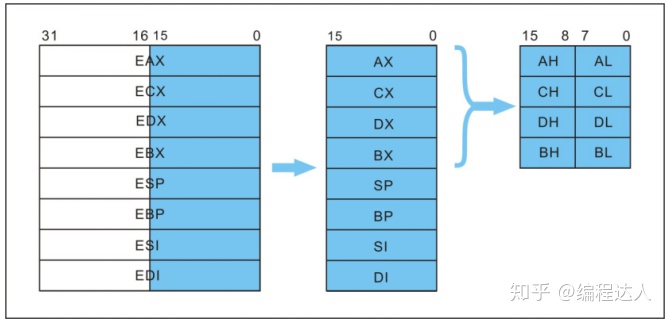 31 16 15 0 15 0 15 8 7 0
EAX AX AH AL
ECX CX CH CL
EDX DX DH DL
EBX BX BH BL
ESP SP
EBP BP
ESI SI
EDI DI
知乎 @编程达人